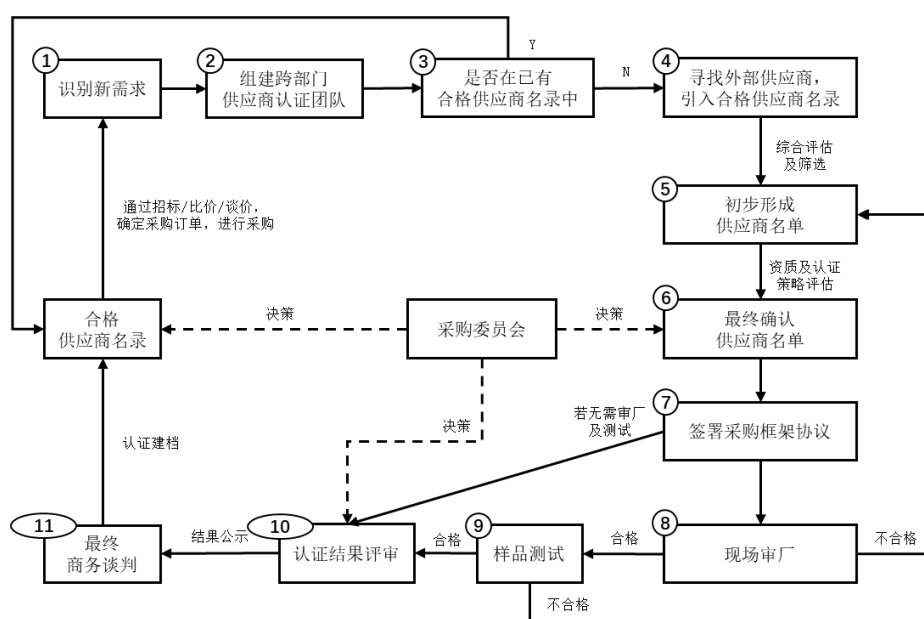 Y
①
识别新需求
②
组建跨部门
供应商认证团队
③
是否在已有
合格供应商名录中
N
④
寻找外部供应商，
引入合格供应商名录
综合评估
及筛选
⑤
初步形成
供应商名单
通过招标/比价/谈价，
确定采购订单，进行采购
资质及认证
策略评估
合格
供应商名录
决策
采购委员会
决策
⑥
最终确认
供应商名单
决策
若无需审厂
及测试
⑦
签署采购框架协议
认证建档
11
最终
商务谈判
结果公示
10
认证结果评审
合格
⑨
样品测试
合格
⑧
现场审厂
不合格
不合格